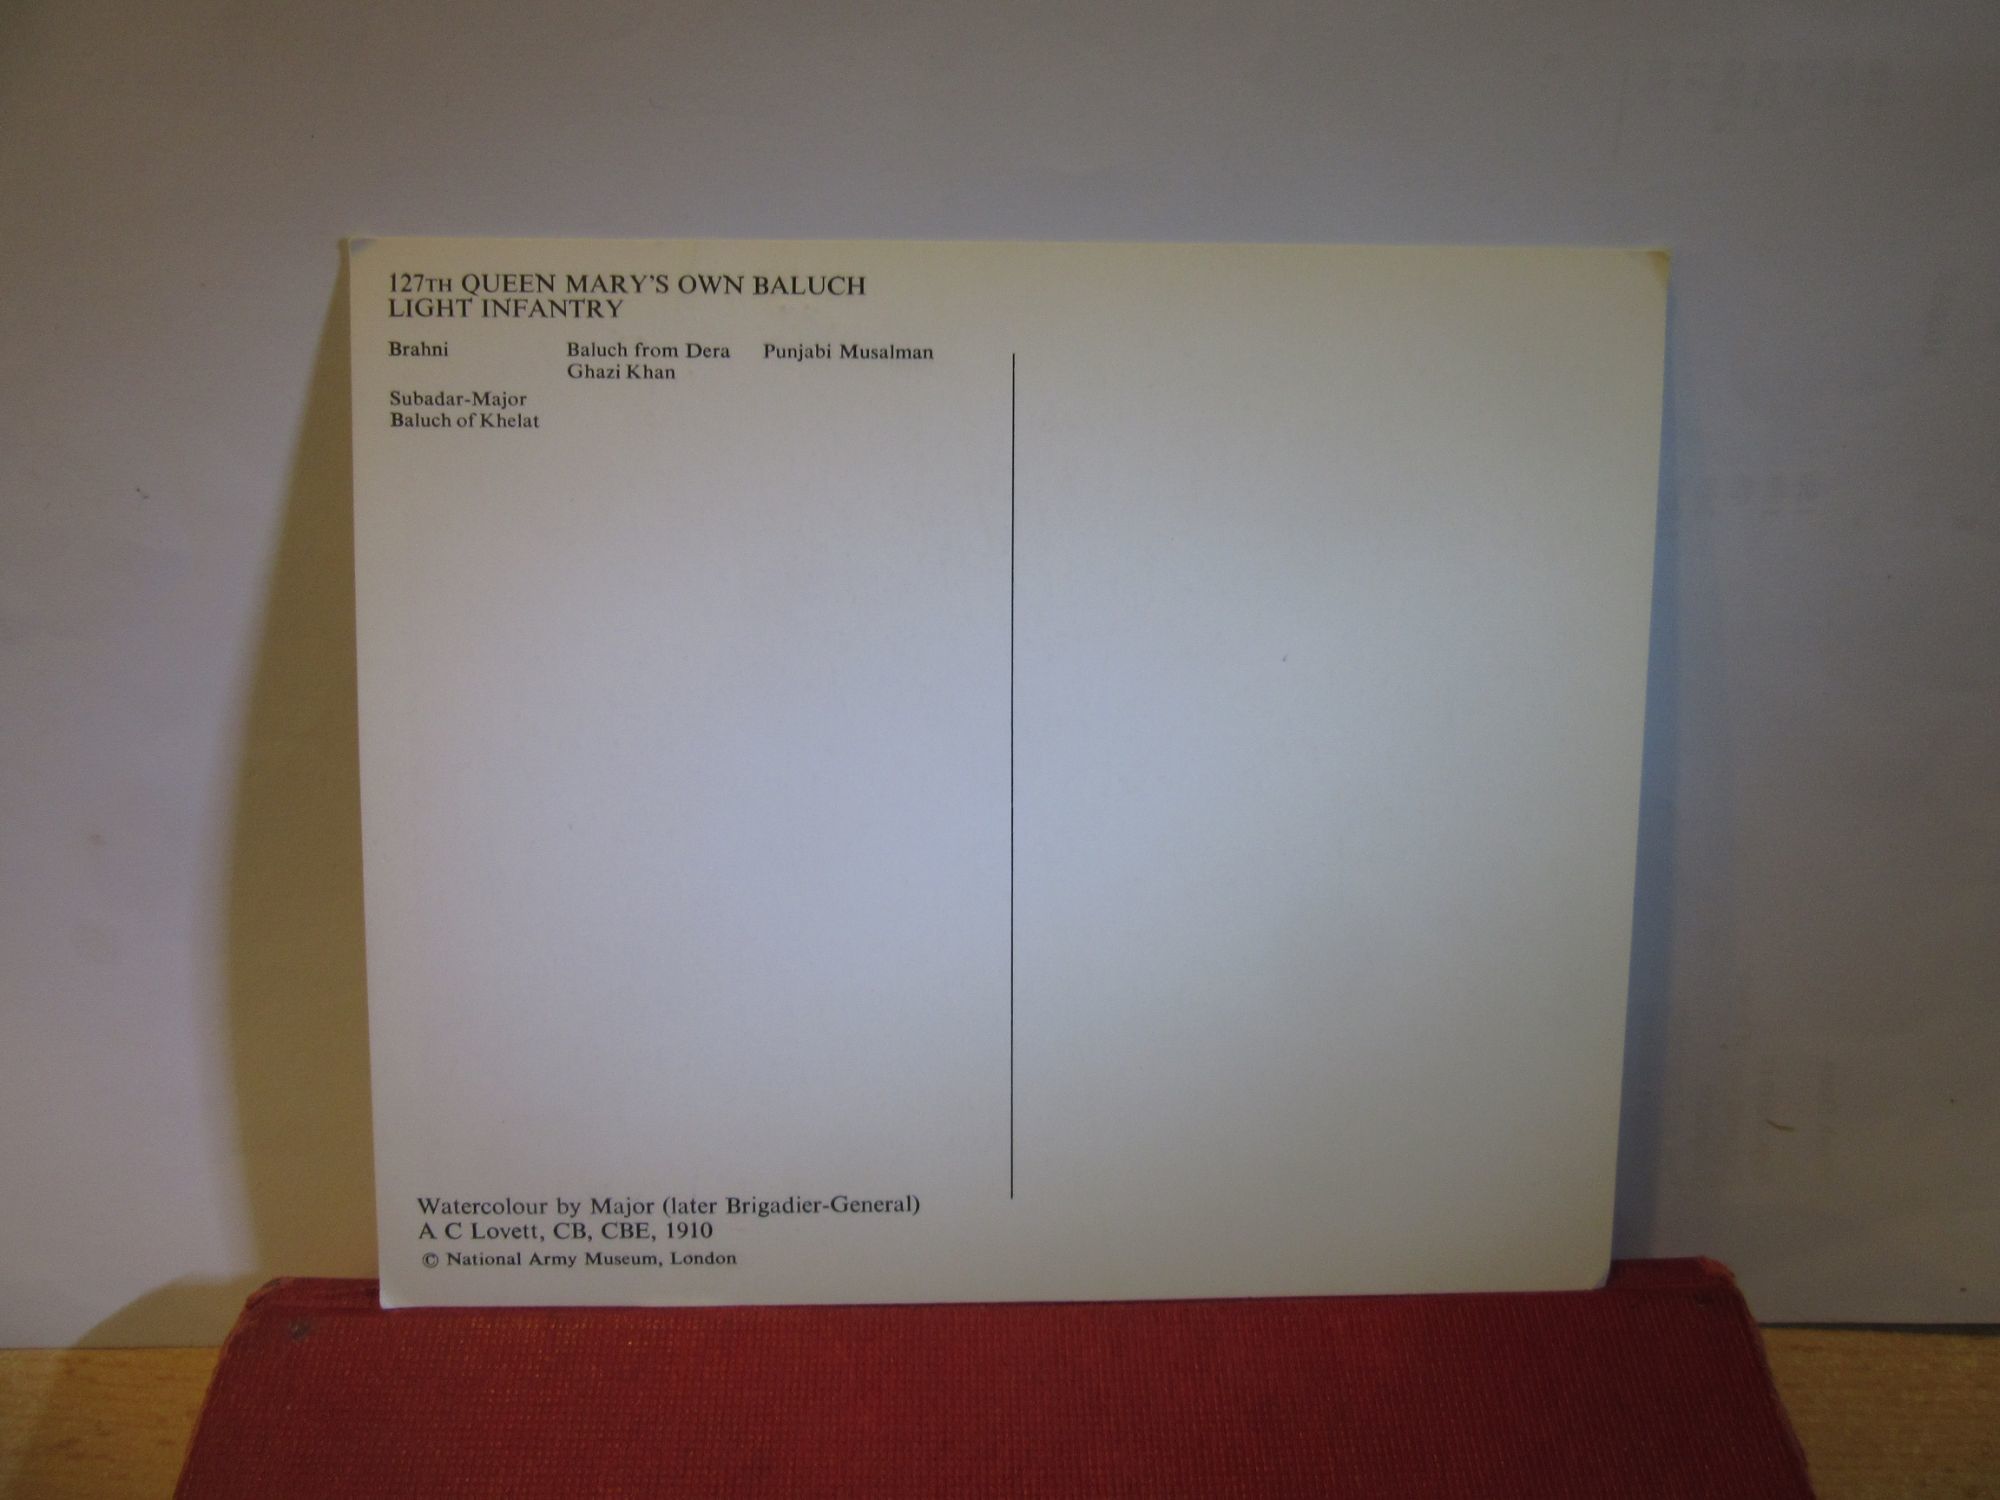 127TH QUEEN MARY'S OWN BALUCH
LIGHT INFANTRY
Brahni Baluch from Dera Punjabi Musalman
Ghazi Khan
Subadar-Major
Baluch of Khelat
Watercolour by Major (later Brigadier-General)
A C Lovett, CB, CBE, 1910
© National Army Museum, London